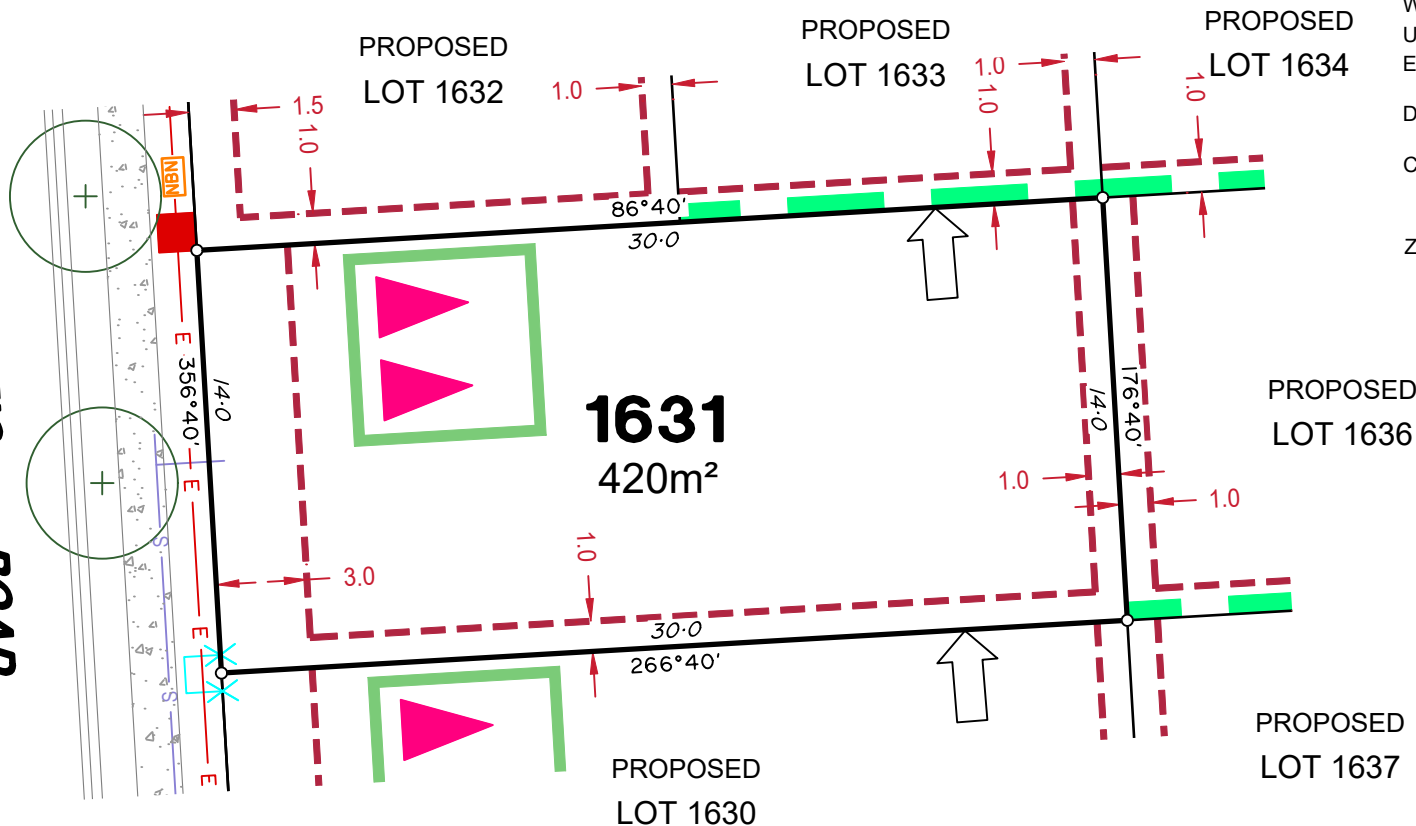 PROPOSED
LOT 1632
PROPOSED
LOT 1633
PROPOSED
LOT 1634
W
U
E
D
C
Z
1.5
1.0
1.0
1.0
1.0
1.0
NBN
86°40'
30·0
E
356°40'
14·0
E
1631
420m²
14·0
176°40'
PROPOSED
LOT 1636
1.0
1.0
S
3.0
1.0
30·0
266°40'
E
S
E
ROAD
PROPOSED
LOT 1630
PROPOSED
LOT 1637